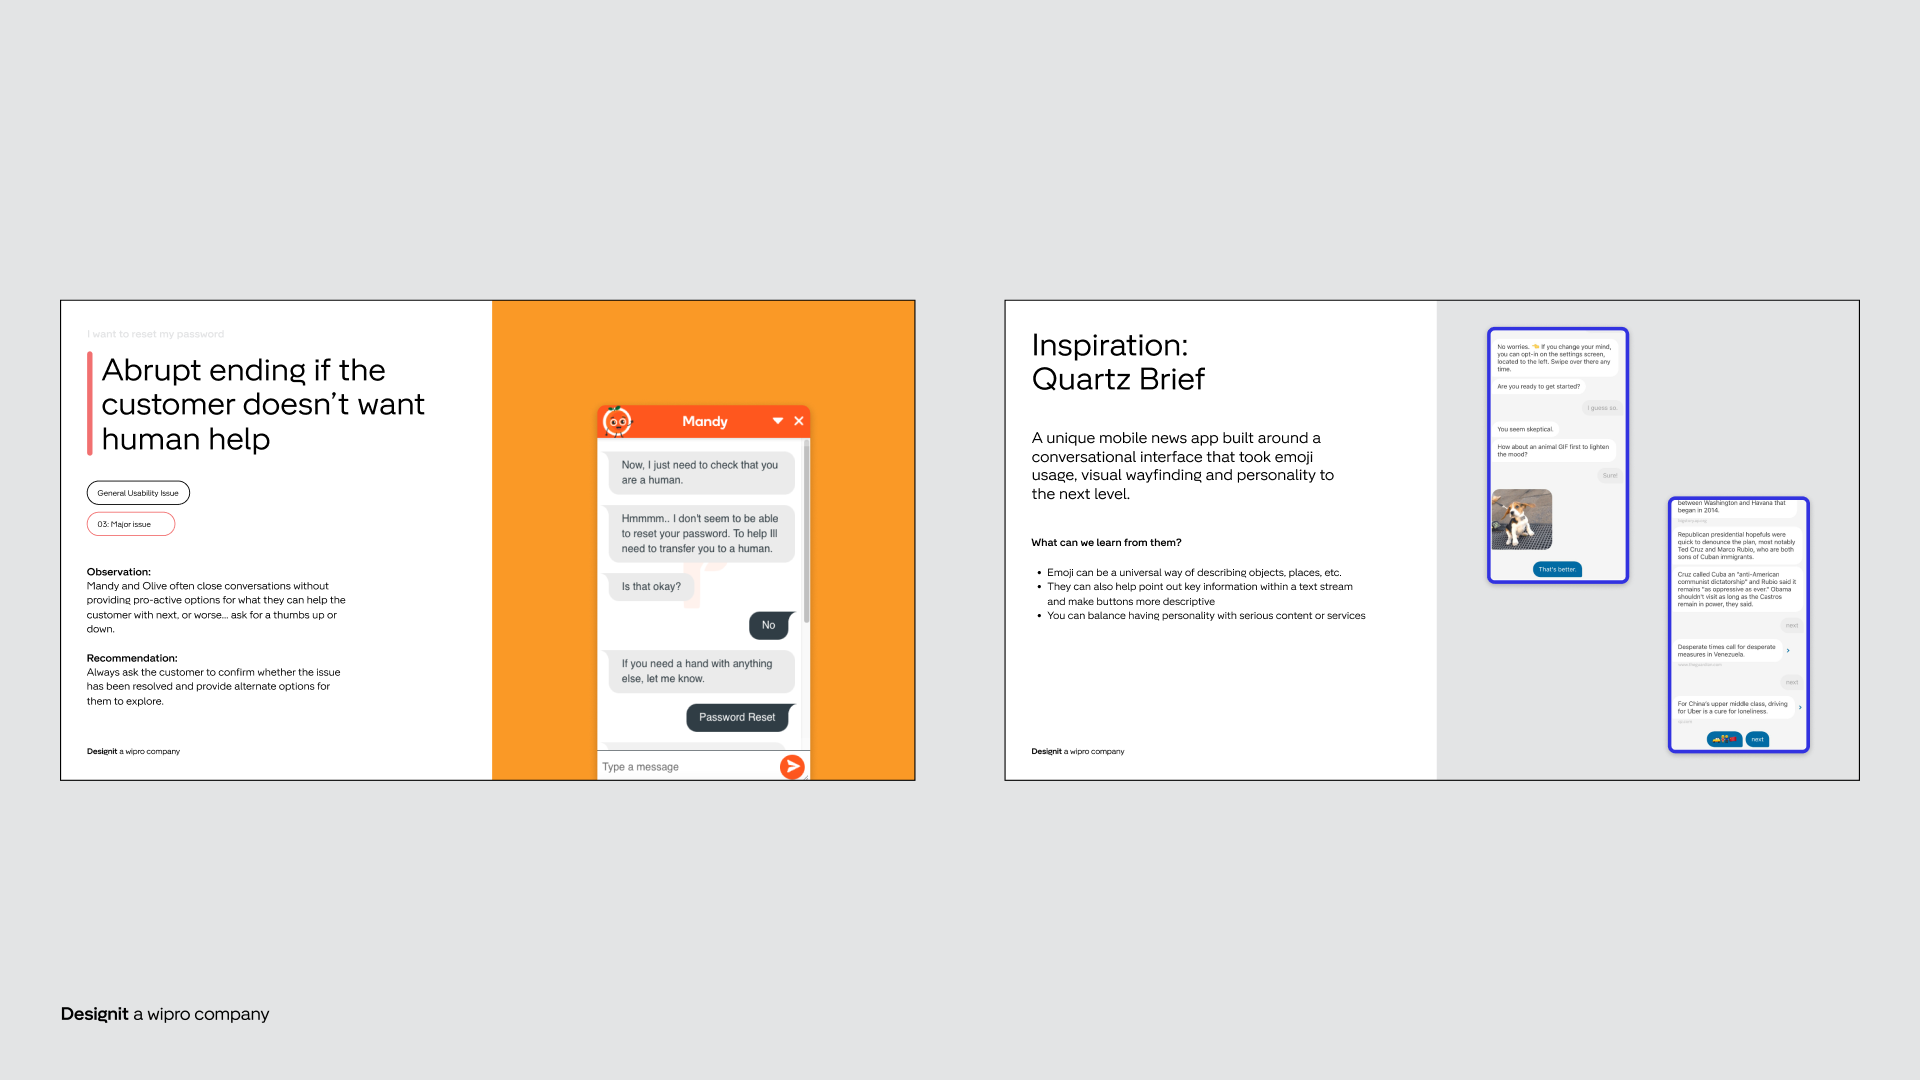 I want to reset my password
Abrupt ending if the
customer doesn't want
human help
General Usability Issue
03: Major issue
Observation:
Mandy and Olive often close conversations without
providing pro-active options for what they can help the
customer with next, or worse... ask for a thumbs up or
down.
Recommendation:
Always ask the customer to confirm whether the issue
has been resolved and provide alternate options for
them to explore.
Designit a wipro company
Mandy
Now, I just need to check that you
are a human.
Hmmmm.. I don't seem to be able
to reset your password. To help Ill
need to transfer you to a human.
Is that okay?
No
If you need a hand with anything
else, let me know.
Password Reset
Type a message
Inspiration:
Quartz Brief
A unique mobile news app built around a
conversational interface that took emoji
usage, visual wayfinding and personality to
the next level.
What can we learn from them?
• Emoji can be a universal way of describing objects, places, etc.
• They can also help point out key information within a text stream
and make buttons more descriptive
• You can balance having personality with serious content or services
Designit a wipro company
No worries. 👈 If you change your mind,
you can opt-in on the settings screen,
located to the left. Swipe over there any
time.
Are you ready to get started?
I guess so.
You seem skeptical.
How about an animal GIF first to lighten
the mood?
Sure!
That's better.
between Washington and Havana that
began in 2014.
Republican presidential hopefuls were
quick to denounce the plan, most notably
Ted Cruz and Marco Rubio, who are both
sons of Cuban immigrants.
Cruz called Cuba an "anti-American
communist dictatorship" and Rubio said it
remains "as oppressive as ever." Obama
shouldn't visit as long as the Castros
remain in power, they said.
next
Desperate times call for desperate
measures in Venezuela.
next
For China's upper middle class, driving
for Uber is a cure for loneliness.
next
Designit a wipro company